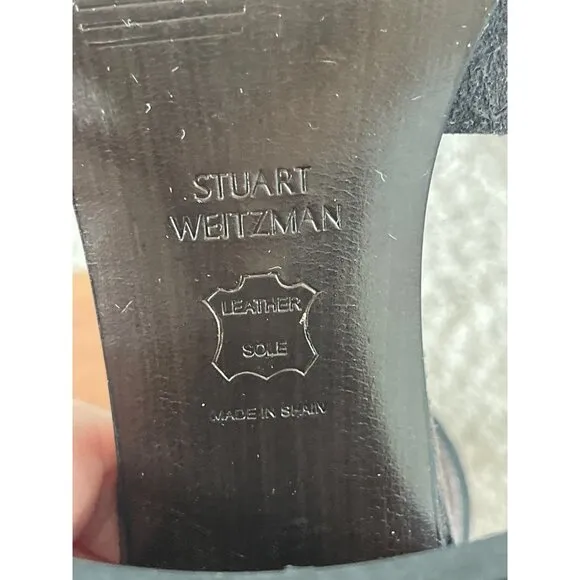 STUART
WEITZMAN
LEATHER
SOLE
MADE IN SPAIN